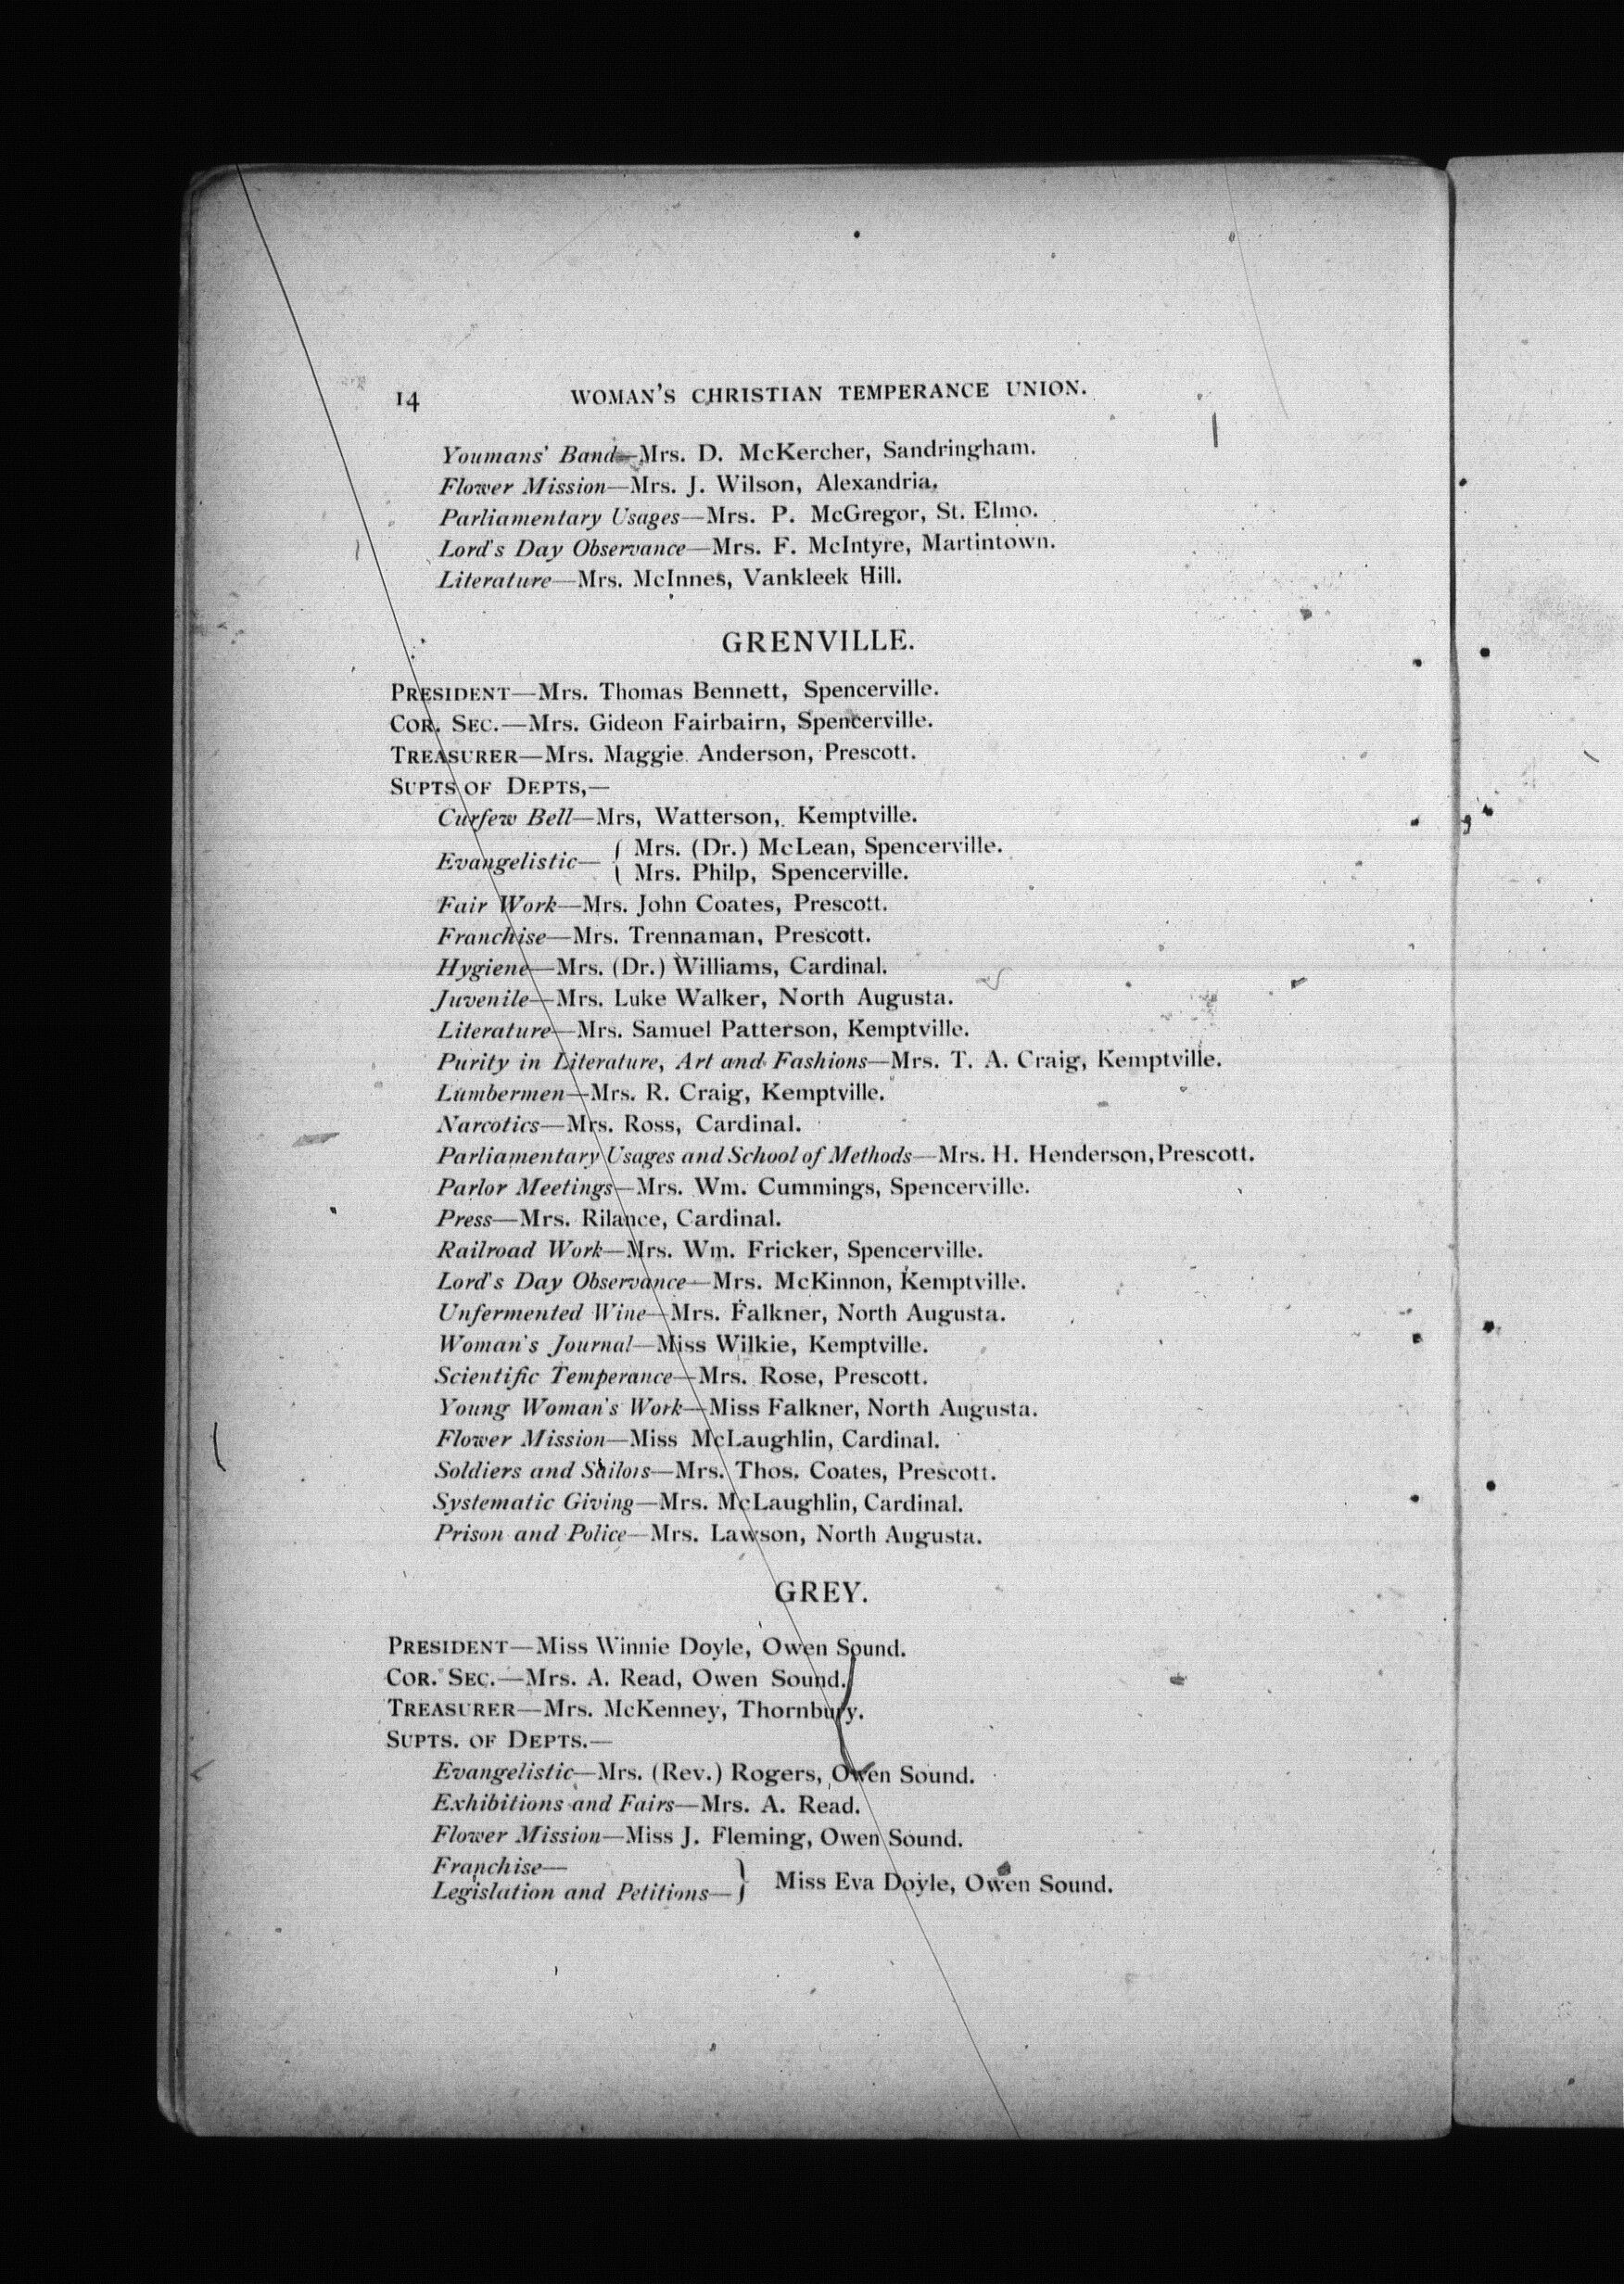 14 WOMAN'S CHRISTIAN TEMPERANCE UNION.
Youmans' Band—Mrs. D. McKercher, Sandringham.
Flower Mission—Mrs. J. Wilson, Alexandria.
Parliamentary Usages—Mrs. P. McGregor, St. Elmo.
Lord's Day Observance—Mrs. F. McIntyre, Martintown.
Literature—Mrs. McInnes, Vankleek Hill.
GRENVILLE.
PRESIDENT—Mrs. Thomas Bennett, Spencerville.
COR. SEC.—Mrs. Gideon Fairbairn, Spencerville.
TREASURER—Mrs. Maggie Anderson, Prescott.
SUPTS OF DEPTS,—
Curfew Bell—Mrs, Watterson, Kemptville.
Evangelistic— { Mrs. (Dr.) McLean, Spencerville.
Mrs. Philp, Spencerville.
Fair Work—Mrs. John Coates, Prescott.
Franchise—Mrs. Trennaman, Prescott.
Hygiene—Mrs. (Dr.) Williams, Cardinal.
Juvenile—Mrs. Luke Walker, North Augusta.
Literature—Mrs. Samuel Patterson, Kemptville.
Purity in Literature, Art and Fashions—Mrs. T. A. Craig, Kemptville.
Lumbermen—Mrs. R. Craig, Kemptville.
Narcotics—Mrs. Ross, Cardinal.
Parliamentary Usages and School of Methods—Mrs. H. Henderson, Prescott.
Parlor Meetings—Mrs. Wm. Cummings, Spencerville.
Press—Mrs. Rilance, Cardinal.
Railroad Work—Mrs. Wm. Fricker, Spencerville.
Lord's Day Observance—Mrs. McKinnon, Kemptville.
Unfermented Wine—Mrs. Falkner, North Augusta.
Woman's Journal—Miss Wilkie, Kemptville.
Scientific Temperance—Mrs. Rose, Prescott.
Young Woman's Work—Miss Falkner, North Augusta.
Flower Mission—Miss McLaughlin, Cardinal.
Soldiers and Sailors—Mrs. Thos. Coates, Prescott.
Systematic Giving—Mrs. McLaughlin, Cardinal.
Prison and Police—Mrs. Lawson, North Augusta.
GREY.
PRESIDENT—Miss Winnie Doyle, Owen Sound.
COR. SEC.—Mrs. A. Read, Owen Sound.
TREASURER—Mrs. McKenney, Thornbury.
SUPTS. OF DEPTS.—
Evangelistic—Mrs. (Rev.) Rogers, Owen Sound.
Exhibitions and Fairs—Mrs. A. Read.
Flower Mission—Miss J. Fleming, Owen Sound.
Franchise—
Legislation and Petitions— } Miss Eva Doyle, Owen Sound.